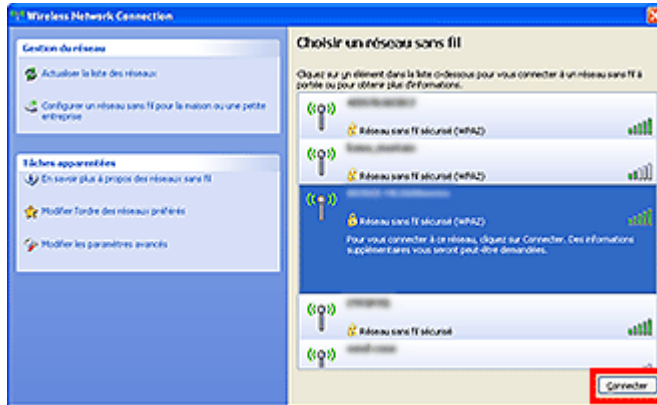 Wireless Network Connection
Gestion du réseau
Actualiser la liste des réseaux
Configurer un réseau sans fil pour la maison ou une petite
entreprise
Tâches apparentées
En savoir plus à propos des réseaux sans fil
Modifier l'ordre des réseaux préférés
Modifier les paramètres avancés
Choisir un réseau sans fil
Cliquez sur un élément dans la liste ci-dessous pour vous connecter à un réseau sans fil à
portée ou pour obtenir plus d'informations.
Réseau sans fil sécurisé (WPA2)
Réseau sans fil sécurisé (WPA2)
Réseau sans fil sécurisé (WPA2)
Pour vous connecter à ce réseau, cliquez sur Connecter. Des informations
supplémentaires vous seront peut-être demandées.
Réseau sans fil sécurisé
Connecter